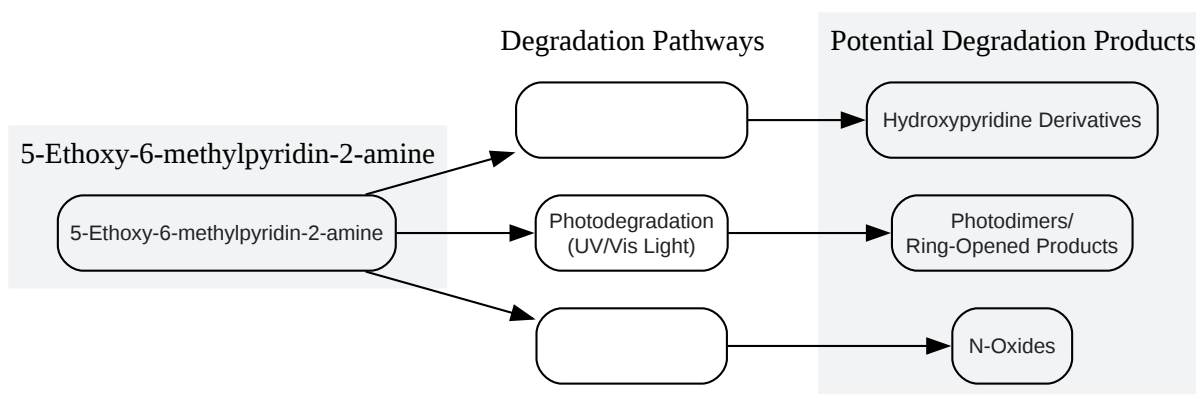 Degradation Pathways
Potential Degradation Products
Hydroxypyridine Derivatives
5-Ethoxy-6-methylpyridin-2-amine
5-Ethoxy-6-methylpyridin-2-amine
Photodegradation
(UV/Vis Light)
Photodimers/
Ring-Opened Products
N-Oxides